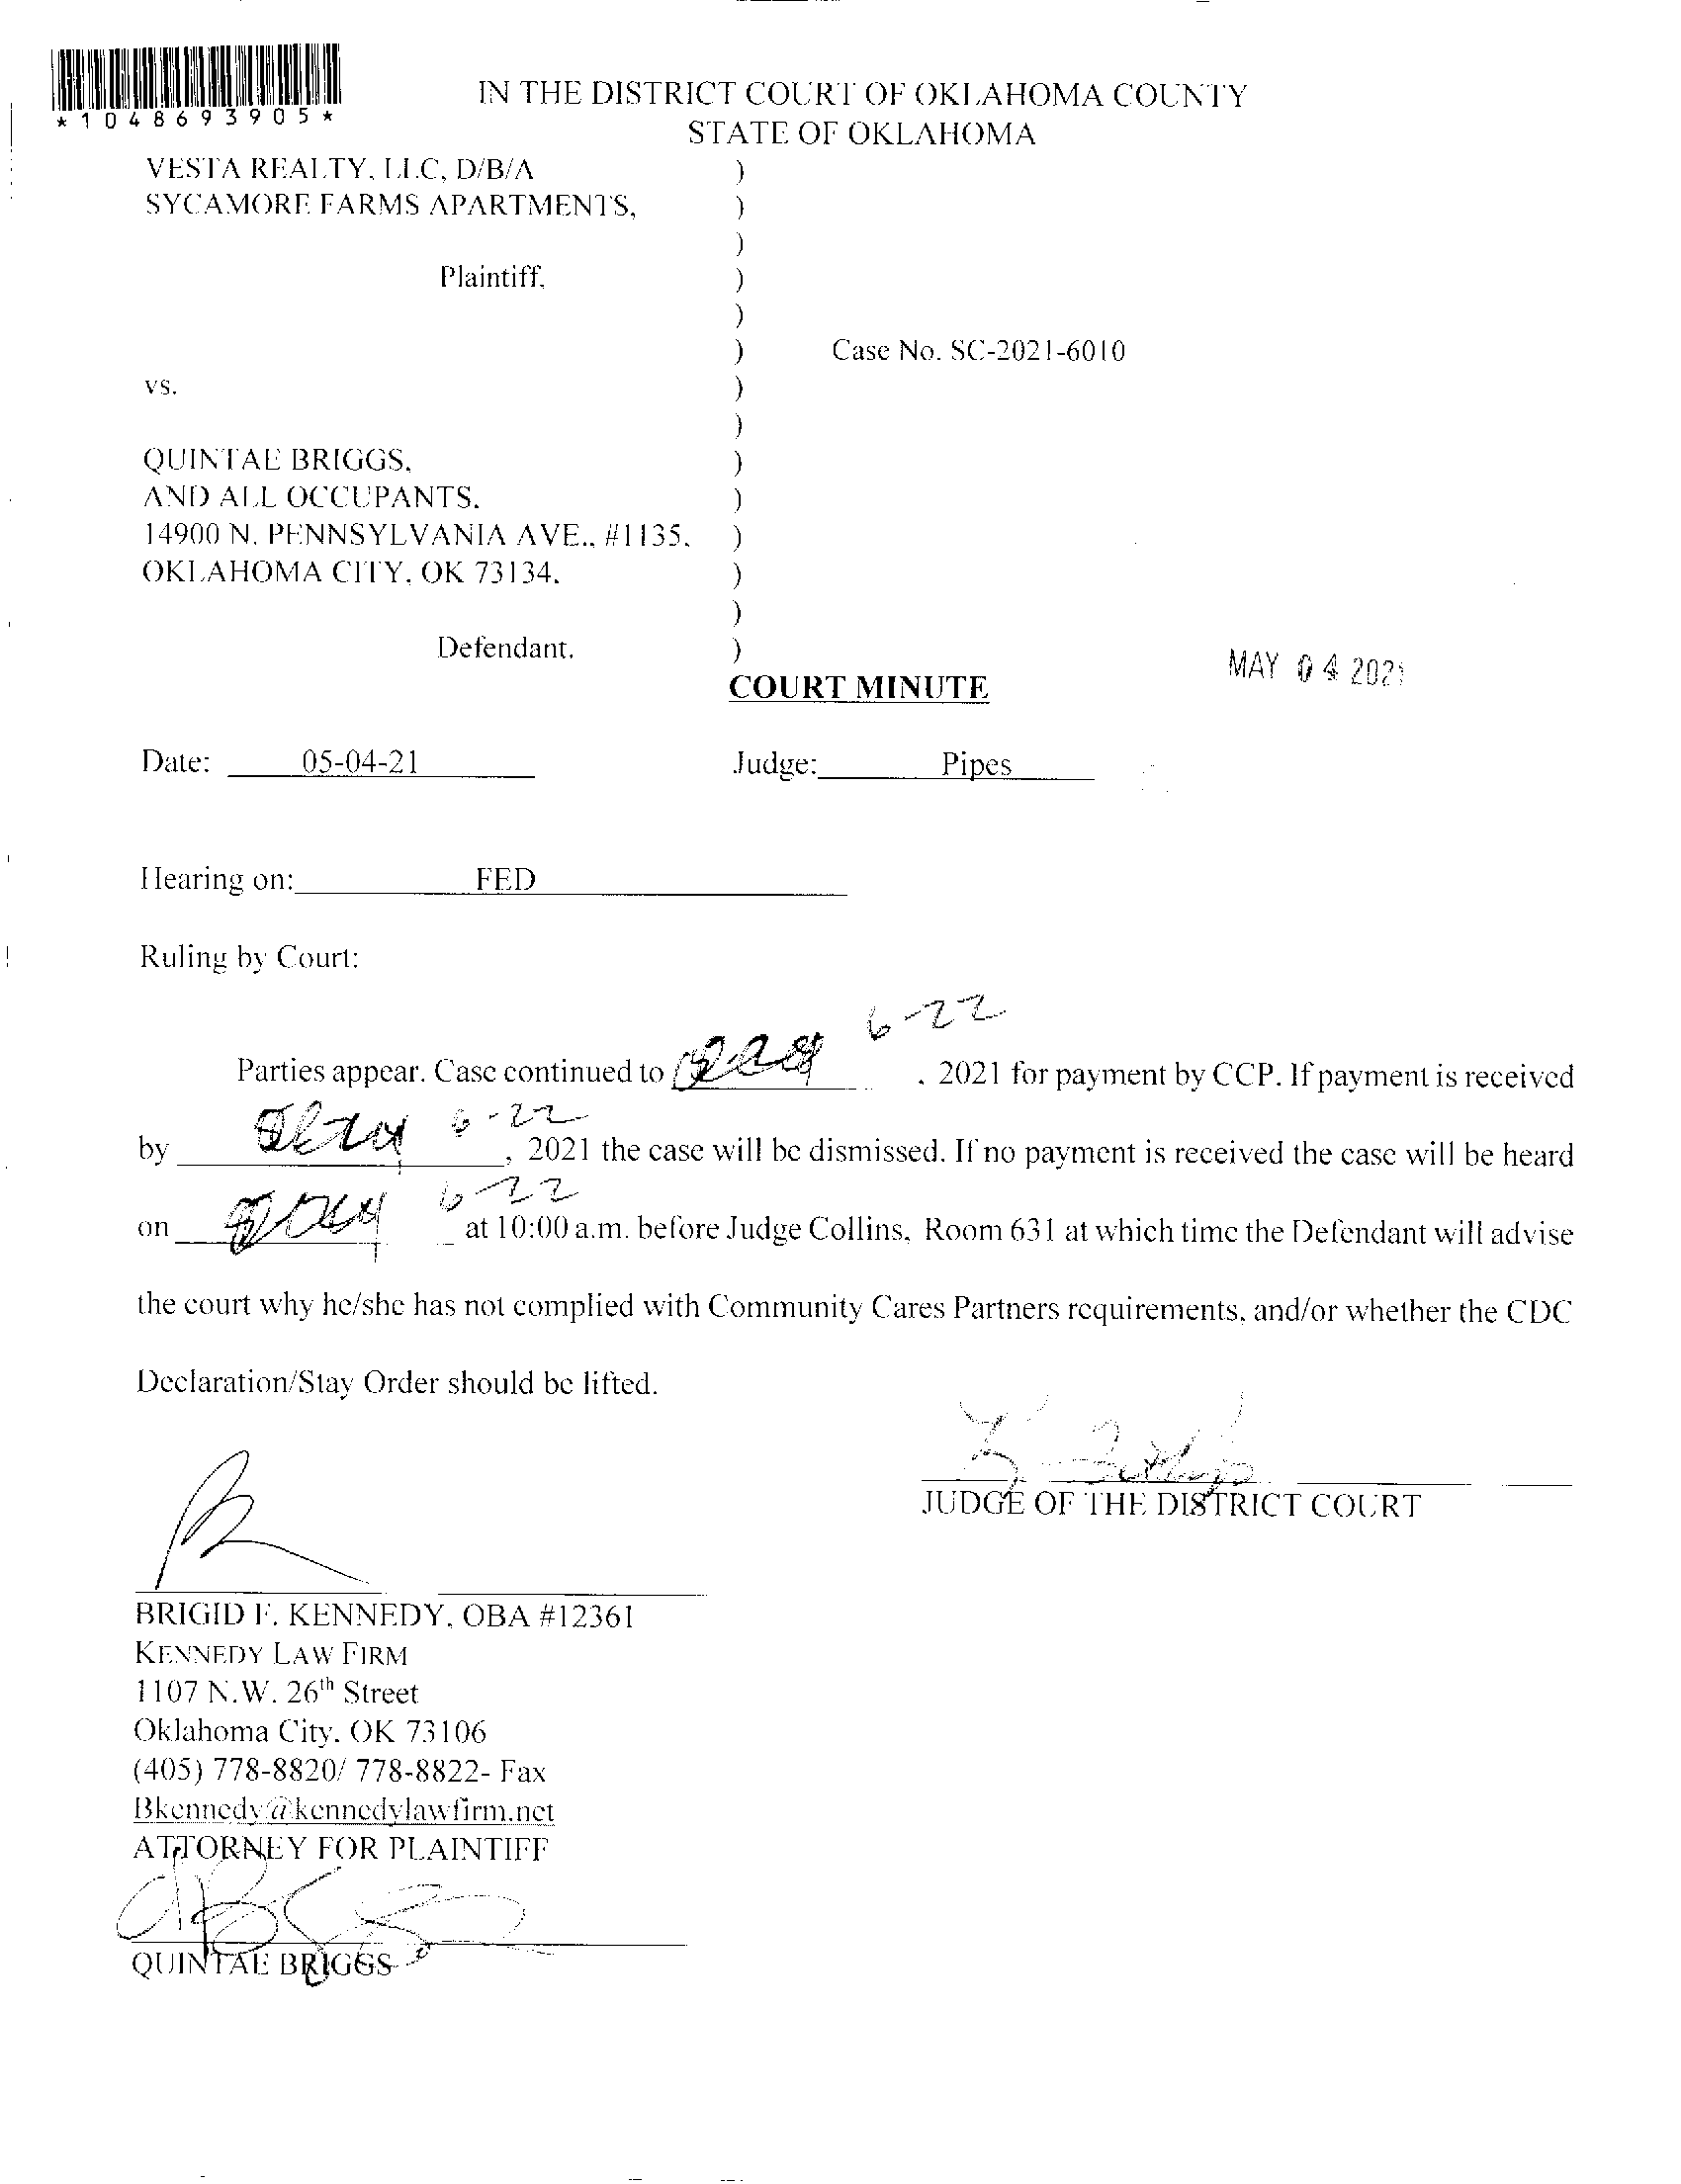 *1048693905*
IN THE DISTRICT COURT OF OKLAHOMA COUNTY
STATE OF OKLAHOMA
VESTA REALTY, LLC, D/B/A )
SYCAMORE FARMS APARTMENTS, )
)
Plaintiff, )
)
) Case No. SC-2021-6010
vs. )
)
QUINTAE BRIGGS, )
AND ALL OCCUPANTS, )
14900 N. PENNSYLVANIA AVE., #1135, )
OKLAHOMA CITY, OK 73134, )
)
Defendant. )
MAY 04 2021
COURT MINUTE
Date: 05-04-21 Judge: Pipes
Hearing on: FED
Ruling by Court:
6-22
Parties appear. Case continued to , 2021 for payment by CCP. If payment is received
by 6-22, 2021 the case will be dismissed. If no payment is received the case will be heard
on 6-22 at 10:00 a.m. before Judge Collins, Room 631 at which time the Defendant will advise
the court why he/she has not complied with Community Cares Partners requirements, and/or whether the CDC
Declaration/Stay Order should be lifted.
JUDGE OF THE DISTRICT COURT
BRIGID F. KENNEDY, OBA #12361
KENNEDY LAW FIRM
1107 N.W. 26th Street
Oklahoma City, OK 73106
(405) 778-8820/ 778-8822- Fax
Bkennedy@kennedylawfirm.net
ATTORNEY FOR PLAINTIFF
QUINTAE BRIGGS